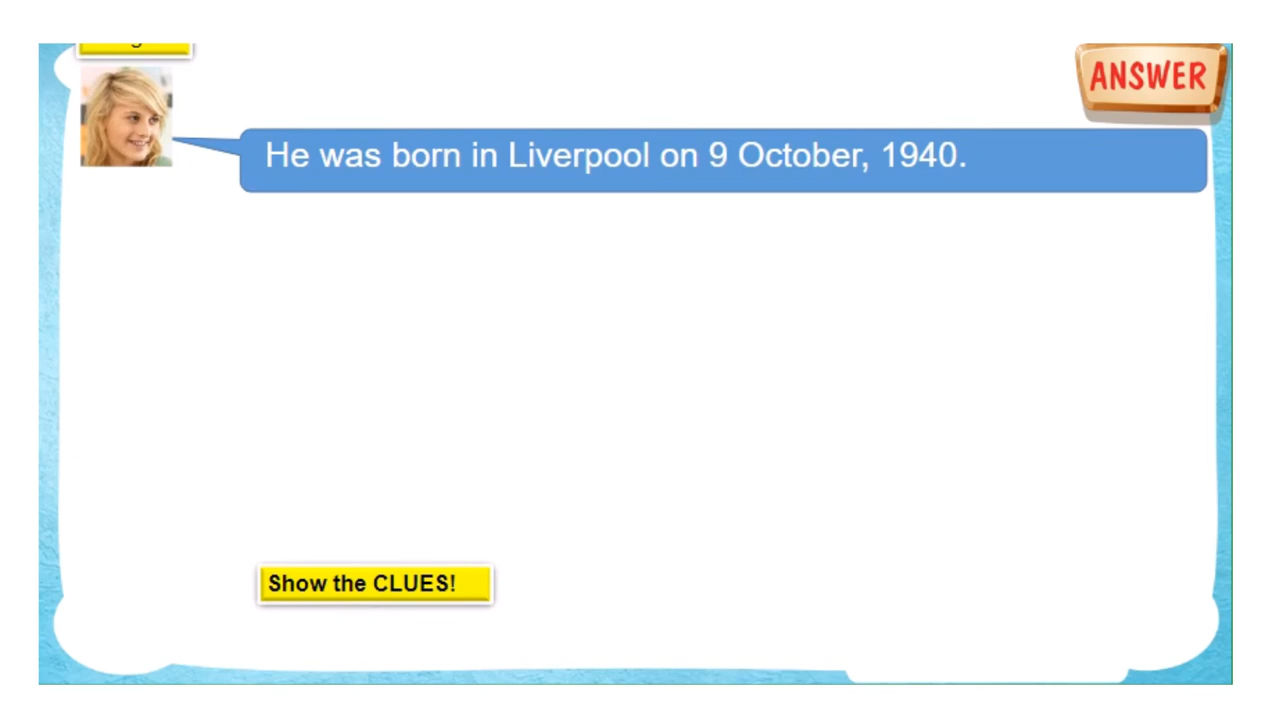 ANSWER
He was born in Liverpool on 9 October, 1940.
Show the CLUES!